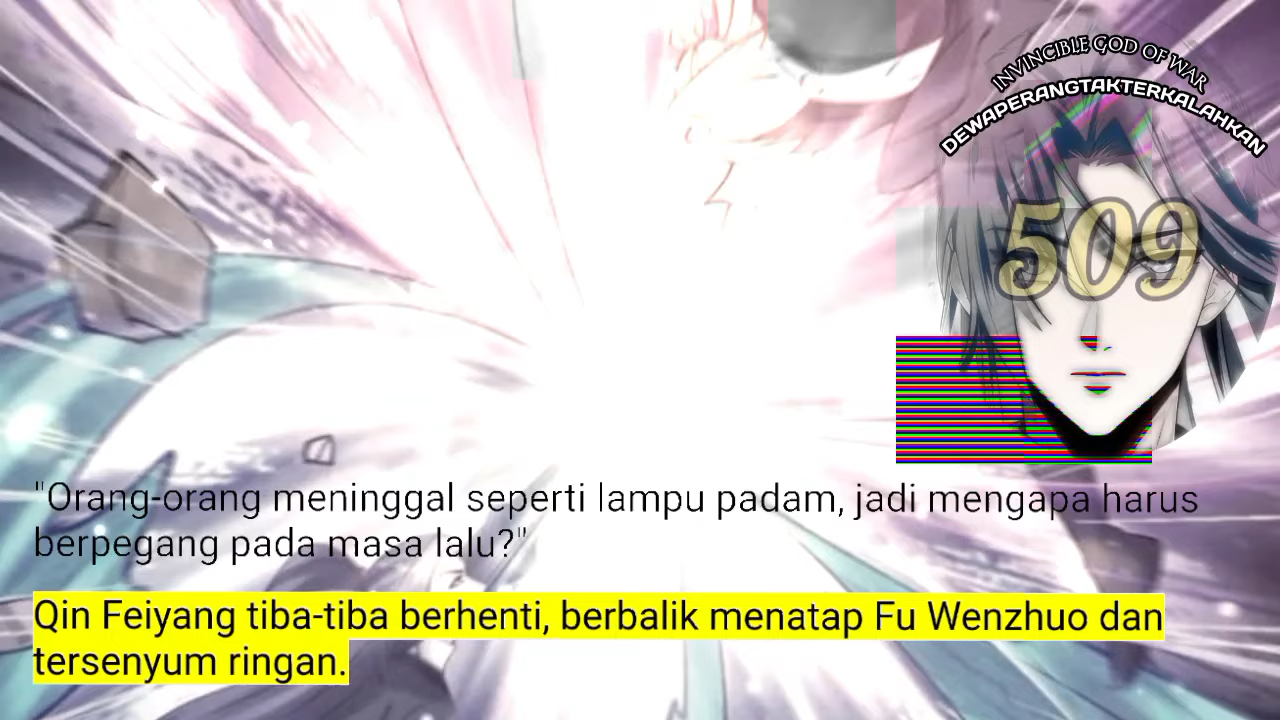 INVINCIBLE GOD OF WAR
DEWAPERANGTAKTERKALAHKAN
509
"Orang-orang meninggal seperti lampu padam, jadi mengapa harus
berpegang pada masa lalu?"
Qin Feiyang tiba-tiba berhenti, berbalik menatap Fu Wenzhuo dan
tersenyum ringan.